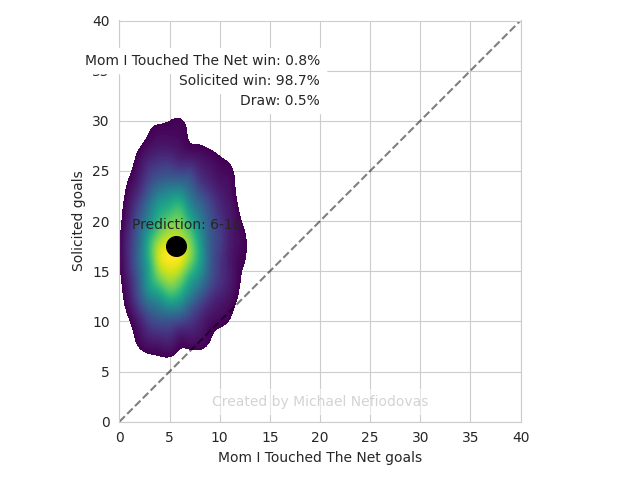 40
Mom I Touched The Net win: 0.8%
35
Solicited win: 98.7%
Draw: 0.5%
30
25
20
Prediction: 6-1
15
10
5
0
Solicited goals
Created by Michael Nefiodovas
0 5 10 15 20 25 30 35 40
Mom I Touched The Net goals